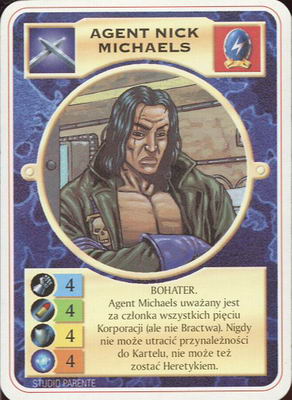 AGENT NICK
MICHAELS
4
4
4
4
BOHATER.
Agent Michaels uważany jest
za członka wszystkich pięciu
Korporacji (ale nie Bractwa). Nigdy
nie może utracić przynależności
do Kartelu, nie może też
zostać Heretykiem.
STUDIO PARENTE